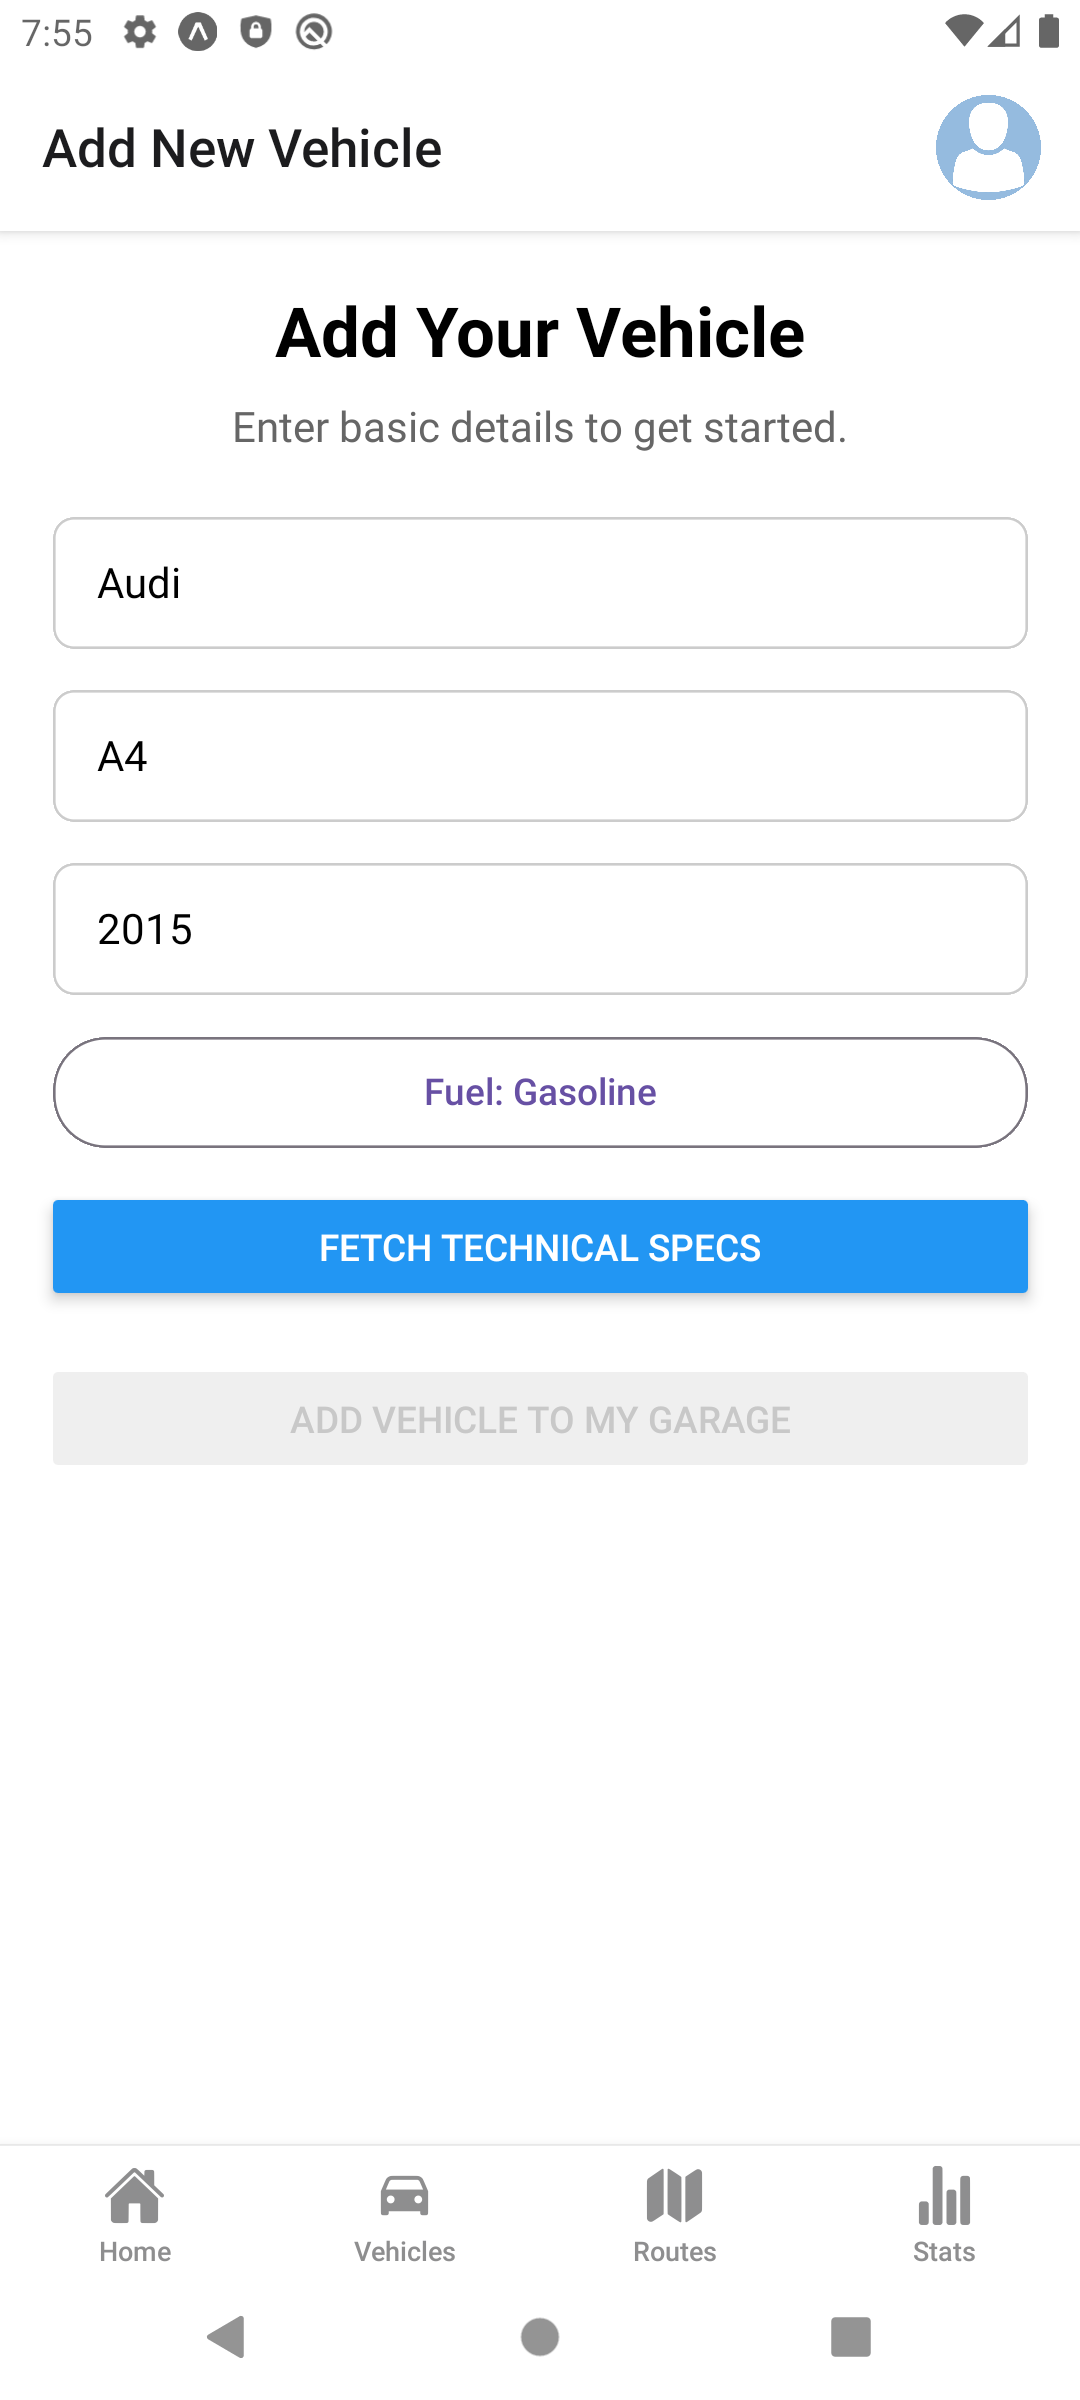 7:55
Add New Vehicle
Add Your Vehicle
Enter basic details to get started.
Audi
A4
2015
Fuel: Gasoline
FETCH TECHNICAL SPECS
ADD VEHICLE TO MY GARAGE
Home Vehicles Routes Stats